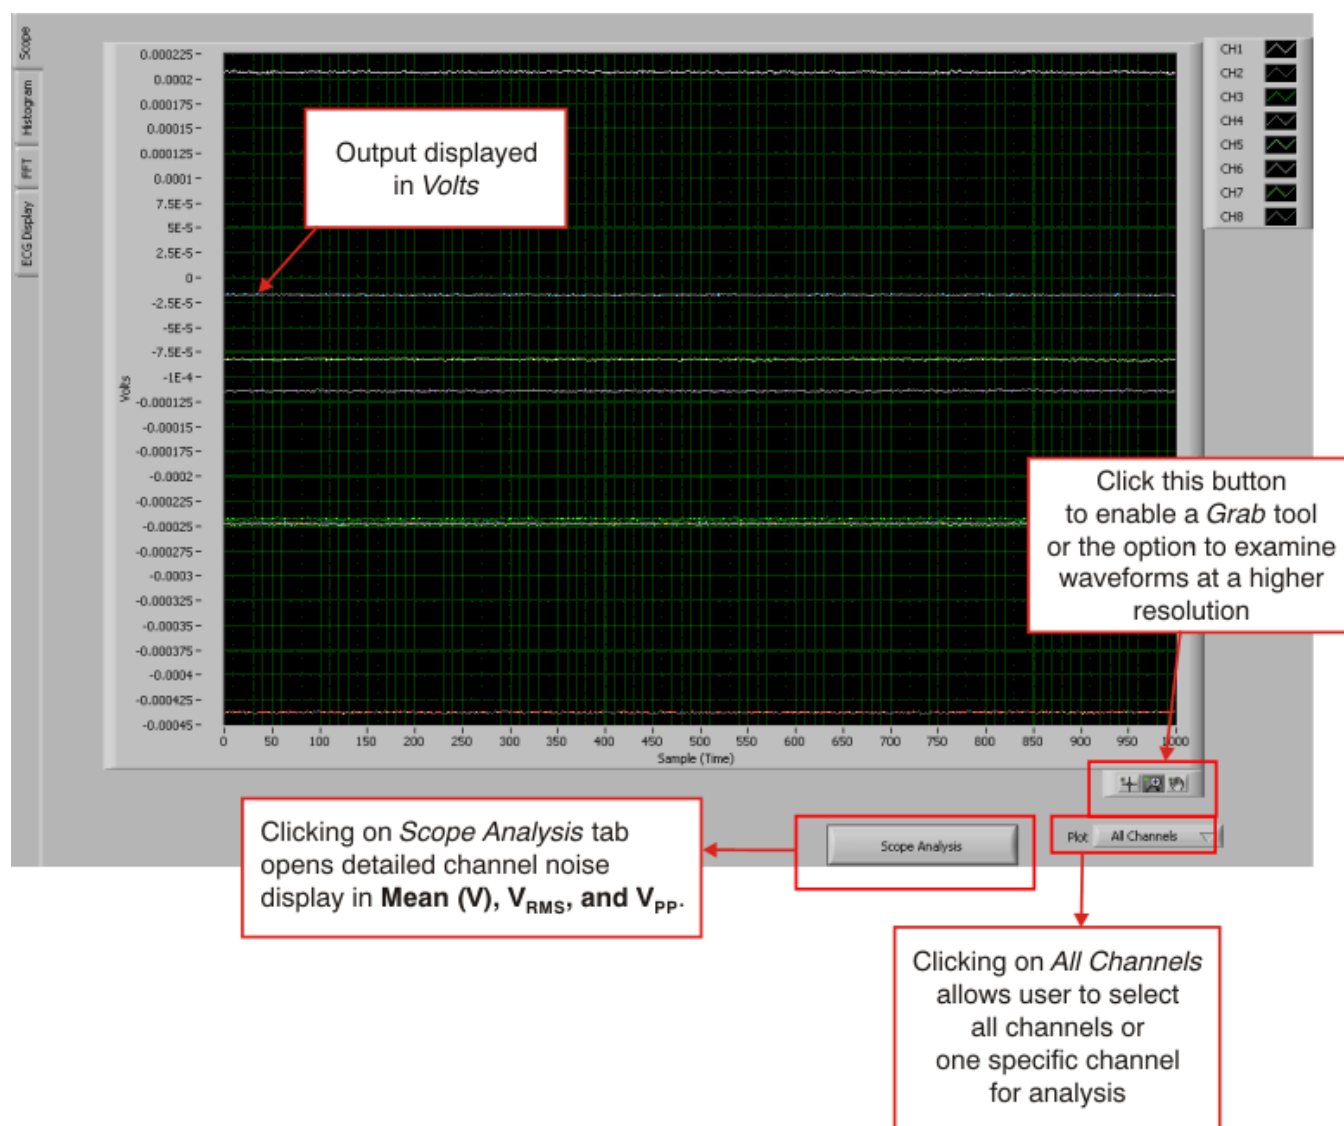 Scope
Histogram
FFT
ECG Display
0.000225
0.0002
0.000175
0.00015
0.000125
0.0001
7.5E-5
5E-5
2.5E-5
0
-2.5E-5
-5E-5
-7.5E-5
-1E-4
-0.000125
-0.00015
-0.000175
-0.0002
-0.000225
-0.00025
-0.000275
-0.0003
-0.000325
-0.00035
-0.000375
-0.0004
-0.000425
-0.00045
Volts
Output displayed
in Volts
CH1
CH2
CH3
CH4
CH5
CH6
CH7
CH8
Click this button
to enable a Grab tool
or the option to examine
waveforms at a higher
resolution
0 50 100 150 200 250 300 350 400 450 500 550 600 650 700 750 800 850 900 950 1000
Sample (Time)
Clicking on Scope Analysis tab
opens detailed channel noise
display in Mean (V), VRMS, and VPP.
Scope Analysis
Plot All Channels
Clicking on All Channels
allows user to select
all channels or
one specific channel
for analysis